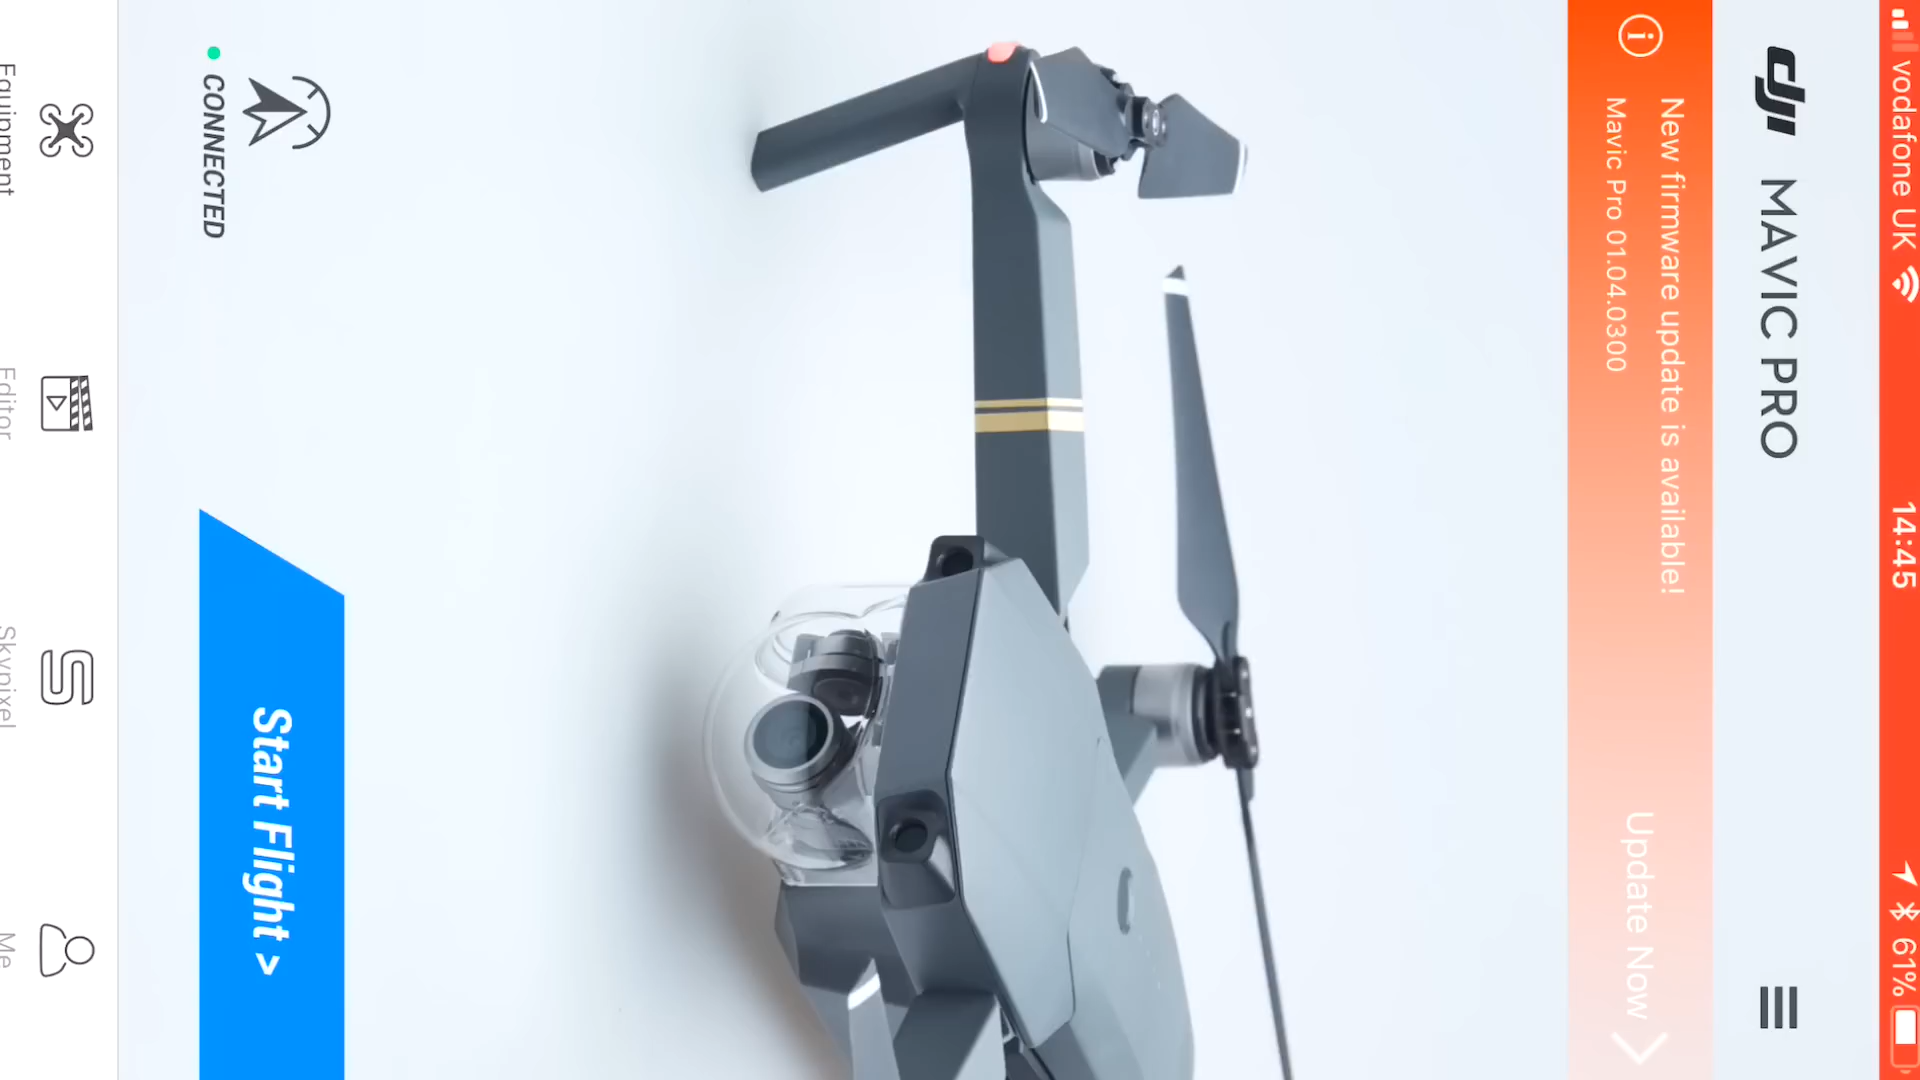 vodafone UK 14:45 61%
dji MAVIC PRO
New firmware update is available!
Mavic Pro 01.04.0300
Update Now
CONNECTED
Start Flight >
Equipment
Editor
Skypixel
Me